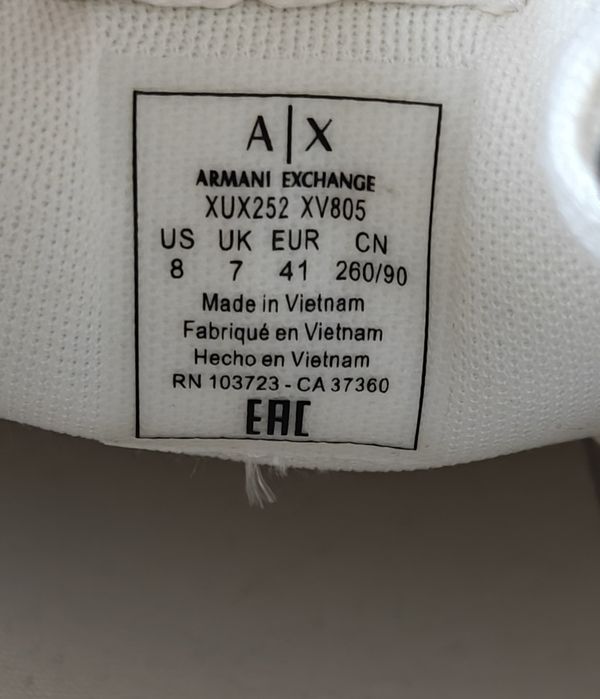 A|X
ARMANI EXCHANGE
XUX252 XV805
US UK EUR CN
8 7 41 260/90
Made in Vietnam
Fabriqué en Vietnam
Hecho en Vietnam
RN 103723 - CA 37360
EAC